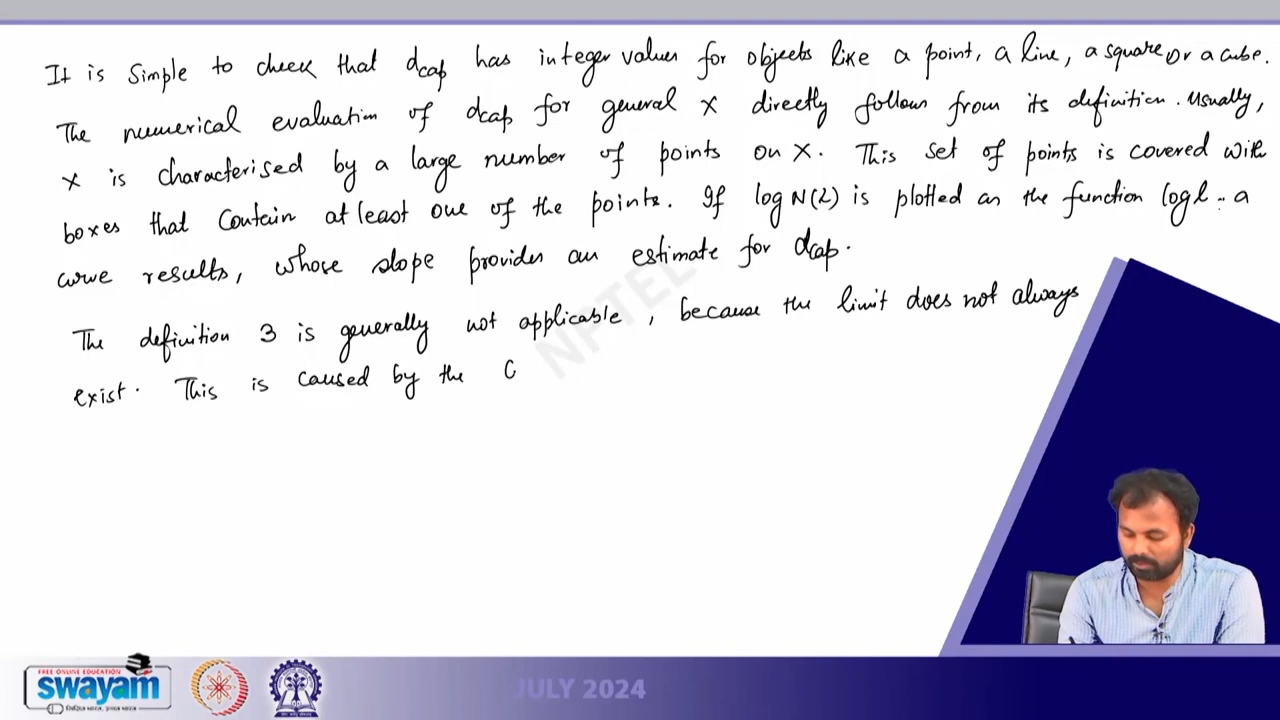 It is simple to check that dcap has integer values for objects like a point, a line, a square or a cube.
The numerical evaluation of dcap for general X directly follows from its definition. Usually,
X is characterised by a large number of points on X. This set of points is covered with
boxes that contain at least one of the points. If log N(l) is plotted as the function log l .. a
curve results, whose slope provides an estimate for dcap.
The definition 3 is generally not applicable, because the limit does not always
exist. This is caused by the C
NPTEL
FREE ONLINE EDUCATION
swayam
JULY 2024